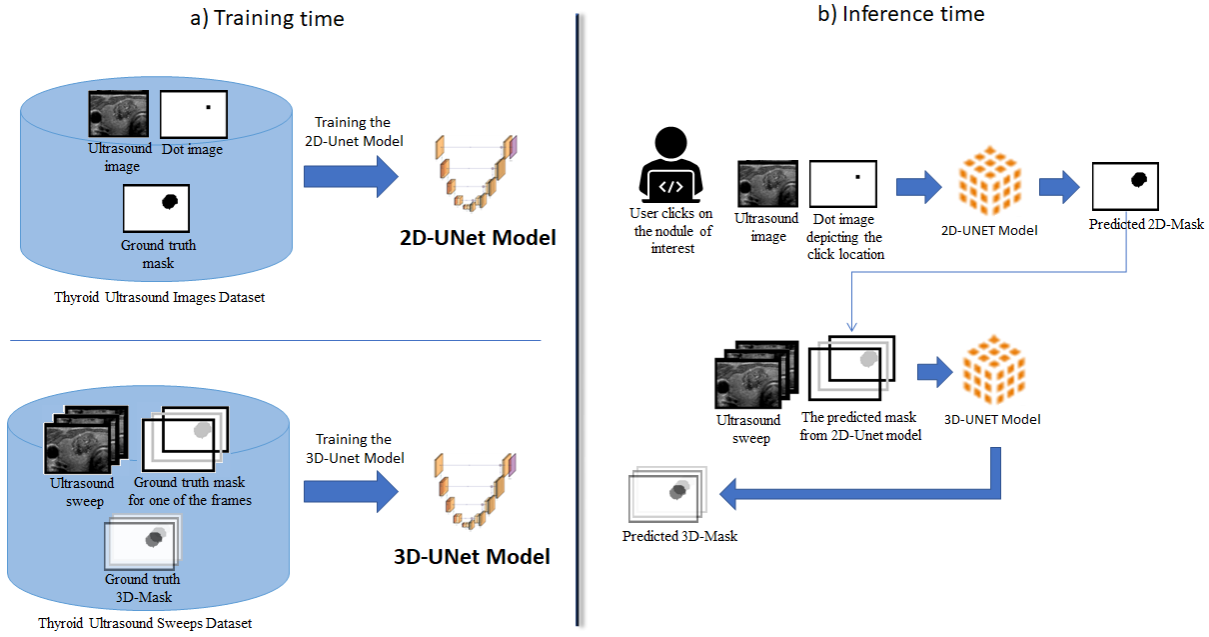 a) Training time
Ultrasound
image
Dot image
Ground truth
mask
Thyroid Ultrasound Images Dataset
Training the
2D-Unet Model
2D-UNet Model
Ultrasound
sweep
Ground truth mask
for one of the frames
Ground truth
3D-Mask
Thyroid Ultrasound Sweeps Dataset
Training the
3D-Unet Model
3D-UNet Model
b) Inference time
</>
User clicks on
the nodule of
interest
Ultrasound
image
Dot image
depicting the
click location
2D-UNET Model
Predicted 2D-Mask
Ultrasound
sweep
The predicted mask
from 2D-Unet model
3D-UNET Model
Predicted 3D-Mask